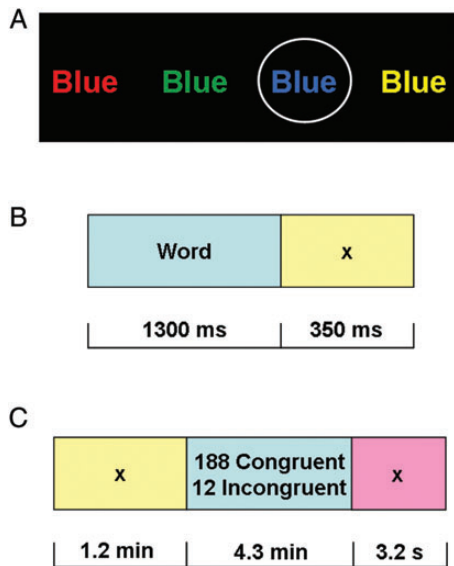 A
Blue Blue Blue Blue
B
Word x
1300 ms 350 ms
C
x 188 Congruent x
12 Incongruent
1.2 min 4.3 min 3.2 s